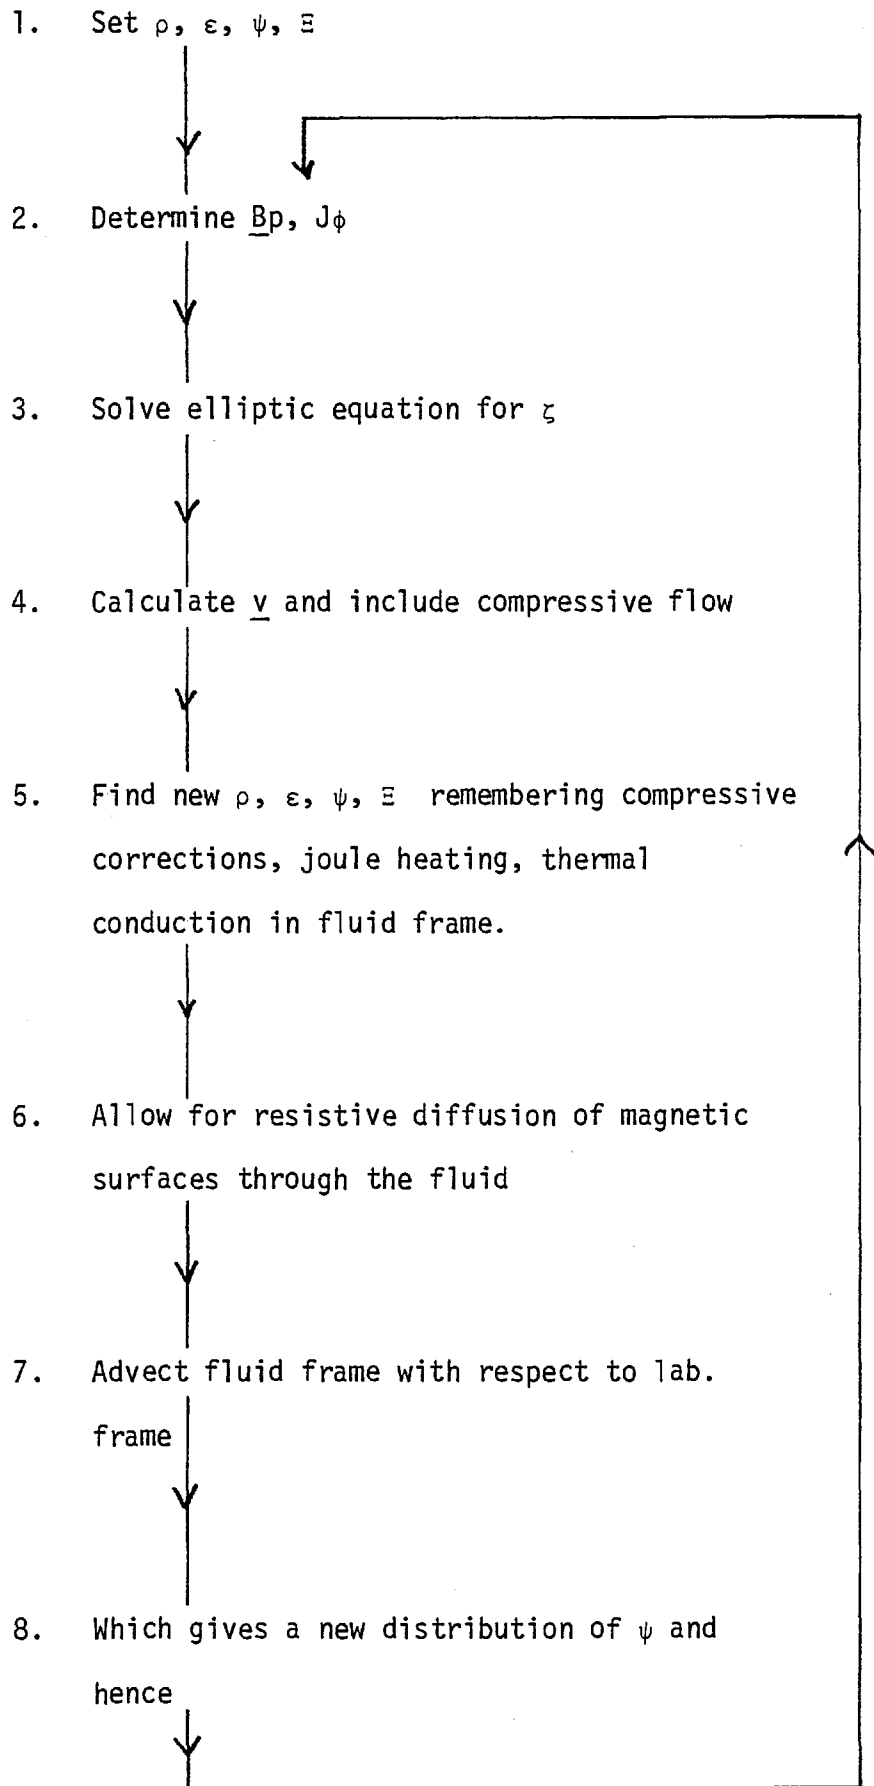 1. Set ρ, ε, ψ, Ξ
2. Determine Bp, Jφ
3. Solve elliptic equation for ζ
4. Calculate v and include compressive flow
5. Find new ρ, ε, ψ, Ξ remembering compressive
corrections, joule heating, thermal
conduction in fluid frame.
6. Allow for resistive diffusion of magnetic
surfaces through the fluid
7. Advect fluid frame with respect to lab.
frame
8. Which gives a new distribution of ψ and
hence